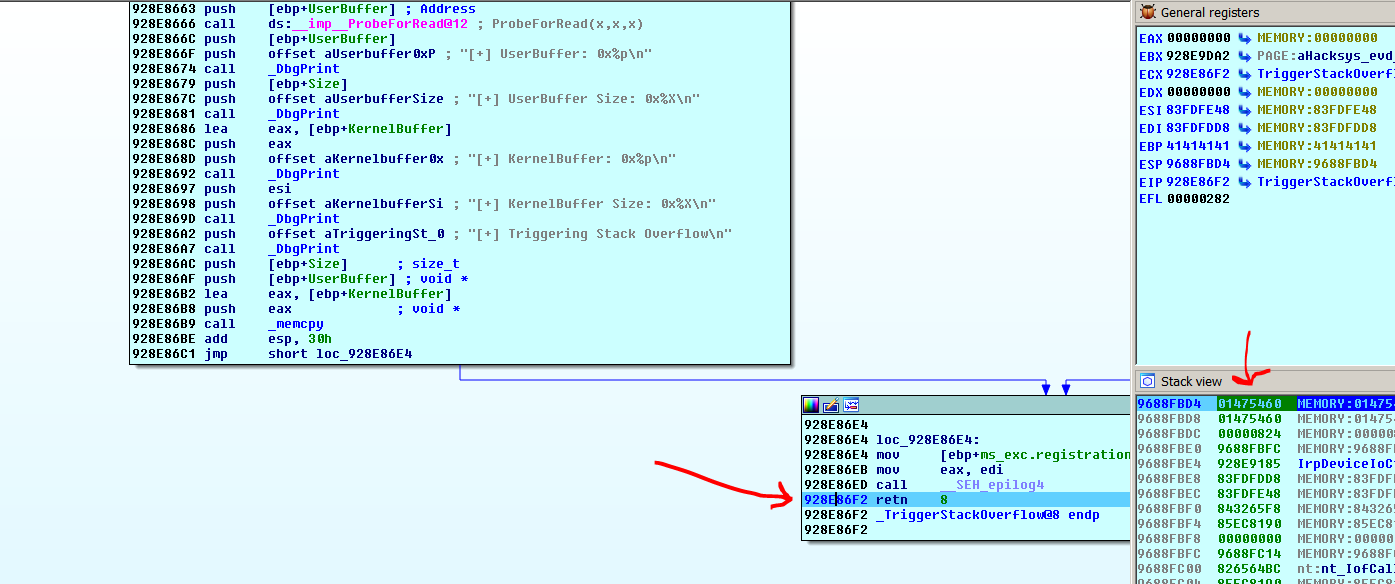 928E8663 push [ebp+UserBuffer] ; Address
928E8666 call ds:__imp__ProbeForRead@12 ; ProbeForRead(x,x,x)
928E866C push [ebp+UserBuffer]
928E866F push offset aUserbuffer0xP ; "[+] UserBuffer: 0x%p\n"
928E8674 call _DbgPrint
928E8679 push [ebp+Size]
928E867C push offset aUserbufferSize ; "[+] UserBuffer Size: 0x%X\n"
928E8681 call _DbgPrint
928E8686 lea eax, [ebp+KernelBuffer]
928E868C push eax
928E868D push offset aKernelbuffer0x ; "[+] KernelBuffer: 0x%p\n"
928E8692 call _DbgPrint
928E8697 push esi
928E8698 push offset aKernelbufferSi ; "[+] KernelBuffer Size: 0x%X\n"
928E869D call _DbgPrint
928E86A2 push offset aTriggeringSt_0 ; "[+] Triggering Stack Overflow\n"
928E86A7 call _DbgPrint
928E86AC push [ebp+Size] ; size_t
928E86AF push [ebp+UserBuffer] ; void *
928E86B2 lea eax, [ebp+KernelBuffer]
928E86B8 push eax ; void *
928E86B9 call _memcpy
928E86BE add esp, 30h
928E86C1 jmp short loc_928E86E4
928E86E4
928E86E4 loc_928E86E4:
928E86E4 mov [ebp+ms_exc.registration
928E86EB mov eax, edi
928E86ED call __SEH_epilog4
928E86F2 retn 8
928E86F2 _TriggerStackOverflow@8 endp
928E86F2
General registers
EAX 00000000 MEMORY:00000000
EBX 928E9DA2 PAGE:aHacksys_evd_
ECX 928E86F2 TriggerStackOverfl
EDX 00000000 MEMORY:00000000
ESI 83FDFE48 MEMORY:83FDFE48
EDI 83FDFDD8 MEMORY:83FDFDD8
EBP 41414141 MEMORY:41414141
ESP 9688FBD4 MEMORY:9688FBD4
EIP 928E86F2 TriggerStackOverfl
EFL 00000282
Stack view
9688FBD4 01475460 MEMORY:01475
9688FBD8 01475460 MEMORY:01475
9688FBDC 00000824 MEMORY:00000
9688FBE0 9688FBFC MEMORY:9688F
9688FBE4 928E9185 IrpDeviceIoC
9688FBE8 83FDFDD8 MEMORY:83FDF
9688FBEC 83FDFE48 MEMORY:83FDF
9688FBF0 843265F8 MEMORY:84326
9688FBF4 85EC8190 MEMORY:85EC8
9688FBF8 00000000 MEMORY:00000
9688FBFC 9688FC14 MEMORY:9688F
9688FC00 826564BC nt:nt_IofCal